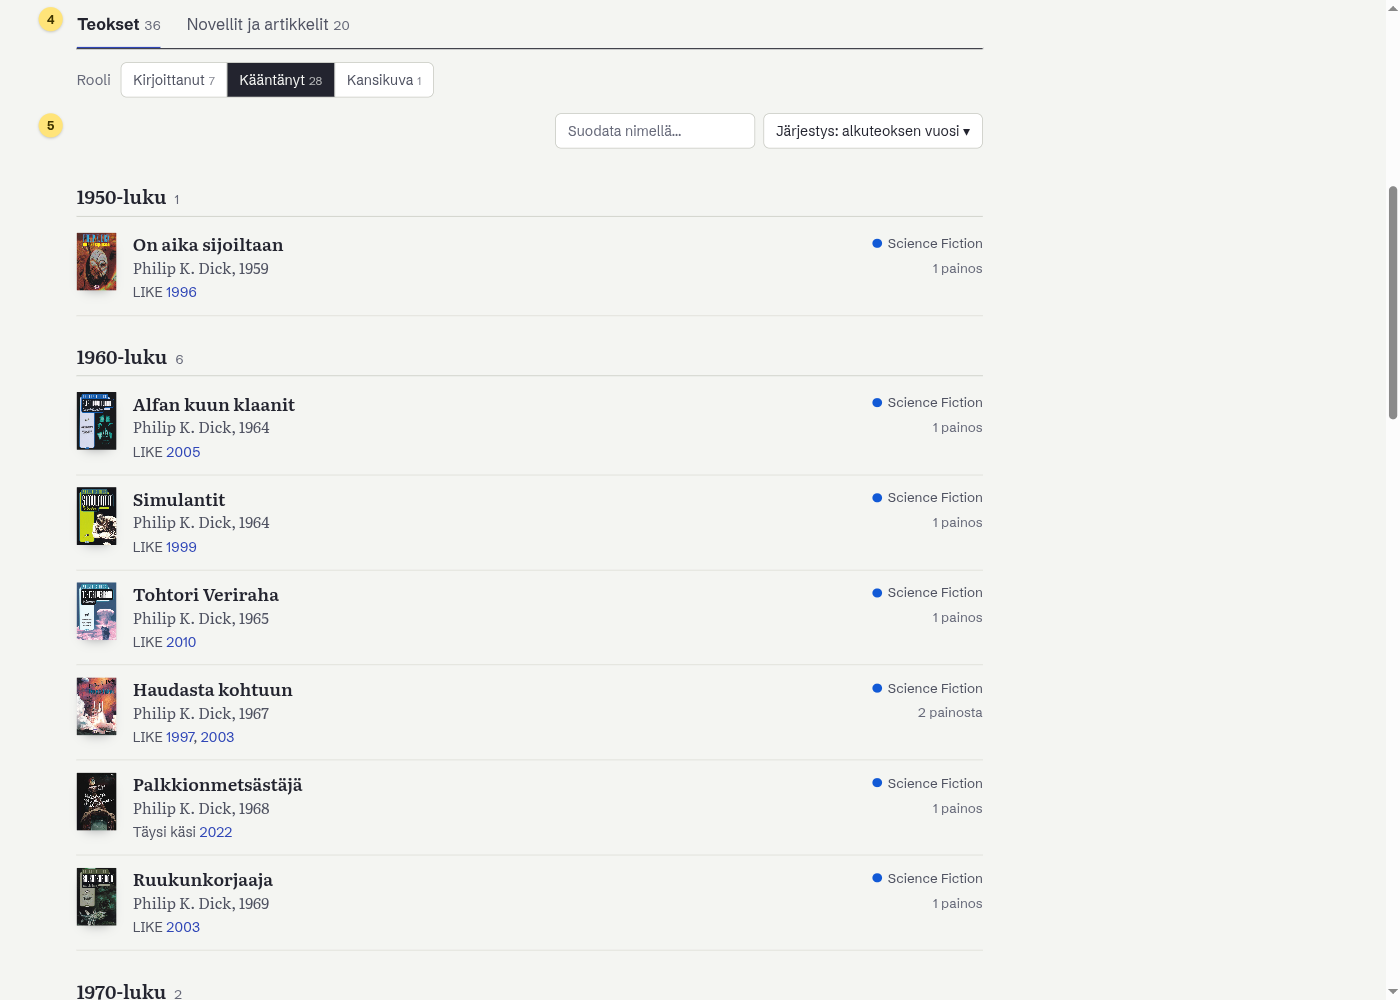 4
Teokset 36 Novellit ja artikkelit 20
Rooli Kirjoittanut 7 Kääntänyt 28 Kansikuva 1
5
Suodata nimellä... Järjestys: alkuteoksen vuosi ▾
1950-luku 1
On aika sijoiltaan
Science Fiction
Philip K. Dick, 1959
1 painos
LIKE 1996
1960-luku 6
Alfan kuun klaanit
Science Fiction
Philip K. Dick, 1964
1 painos
LIKE 2005
Simulantit
Science Fiction
Philip K. Dick, 1964
1 painos
LIKE 1999
Tohtori Veriraha
Science Fiction
Philip K. Dick, 1965
1 painos
LIKE 2010
Haudasta kohtuun
Science Fiction
Philip K. Dick, 1967
2 painosta
LIKE 1997, 2003
Palkkionmetsästäjä
Science Fiction
Philip K. Dick, 1968
1 painos
Täysi käsi 2022
Ruukunkorjaaja
Science Fiction
Philip K. Dick, 1969
1 painos
LIKE 2003
1970-luku 2